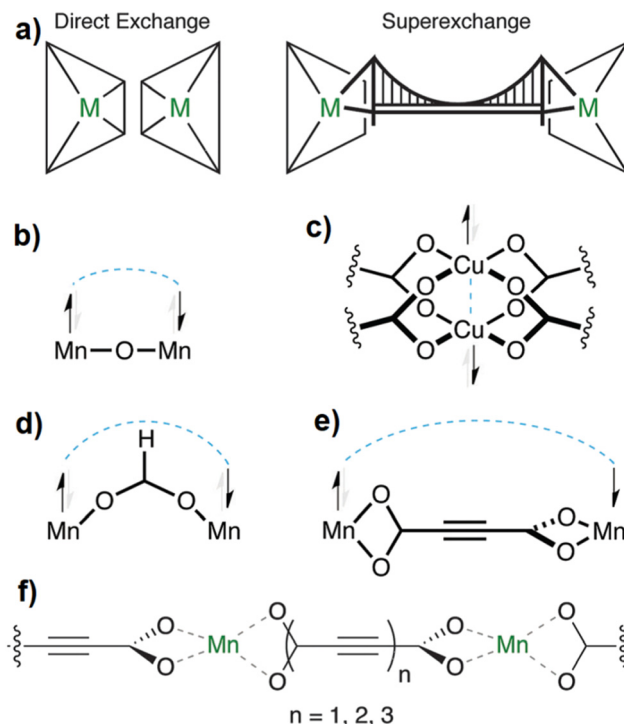 a) Direct Exchange Superexchange
M M M M
b) c)
O O
Cu
O O
Mn O Mn O O
Cu
O O
d) e)
H
O O
O O Mn Mn
Mn Mn O O
f)
O O O O
Mn Mn
O O n O O
n = 1, 2, 3